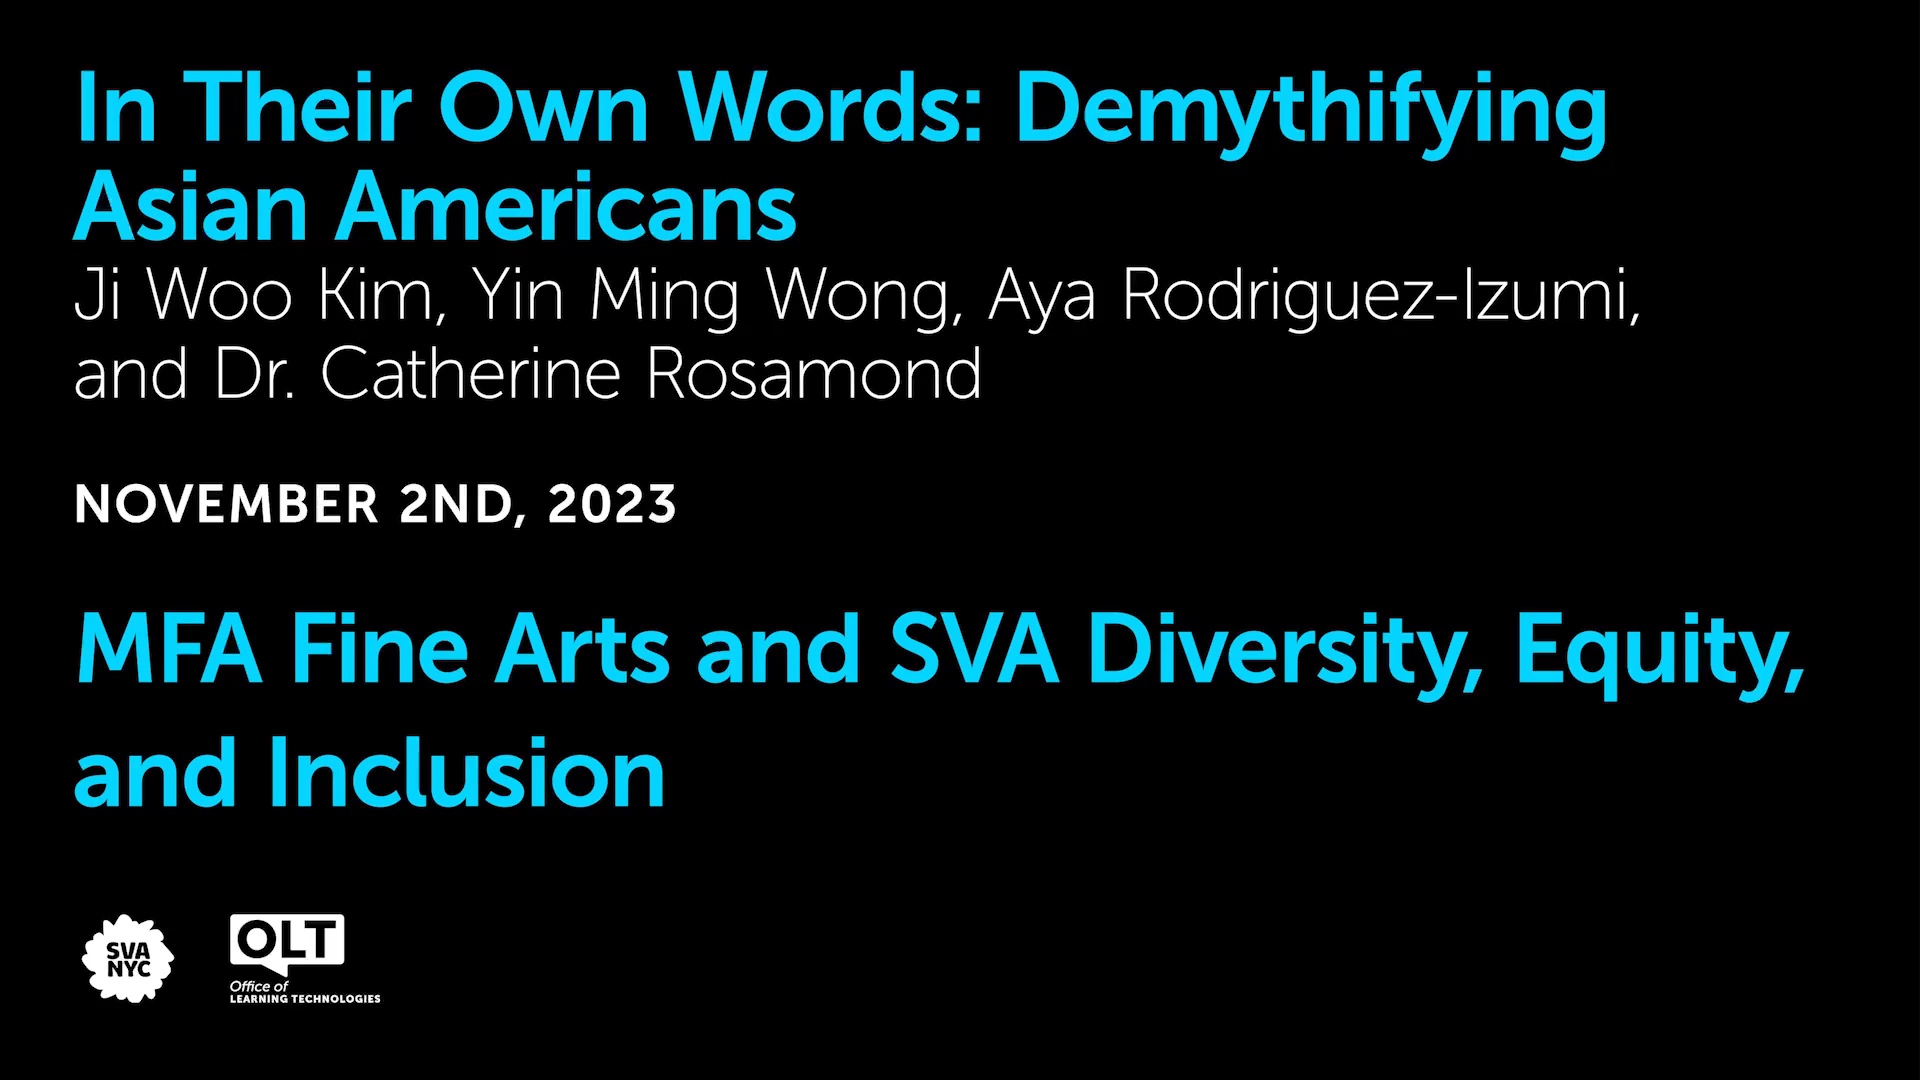 In Their Own Words: Demythifying
Asian Americans
Ji Woo Kim, Yin Ming Wong, Aya Rodriguez-Izumi,
and Dr. Catherine Rosamond
NOVEMBER 2ND, 2023
MFA Fine Arts and SVA Diversity, Equity,
and Inclusion
SVA
NYC
OLT
Office of
LEARNING TECHNOLOGIES